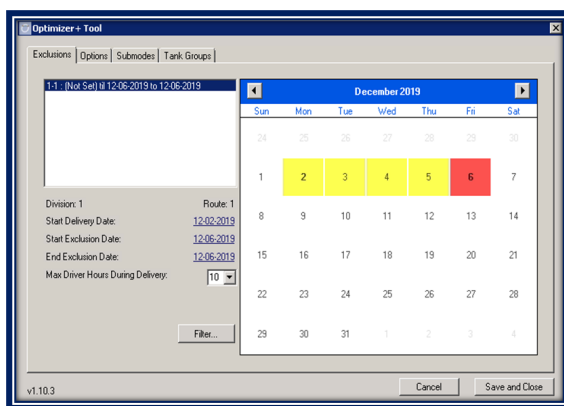 Optimizer+ Tool
Exclusions Options Submodes Tank Groups
1-1 : (Not Set) til 12-06-2019 to 12-06-2019
Division: 1 Route: 1
Start Delivery Date: 12-02-2019
Start Exclusion Date: 12-06-2019
End Exclusion Date: 12-06-2019
Max Driver Hours During Delivery: 10
Filter...
December 2019
Sun Mon Tue Wed Thu Fri Sat
24 25 26 27 28 29 30
1 2 3 4 5 6 7
8 9 10 11 12 13 14
15 16 17 18 19 20 21
22 23 24 25 26 27 28
29 30 31 1 2 3 4
v1.10.3
Cancel Save and Close